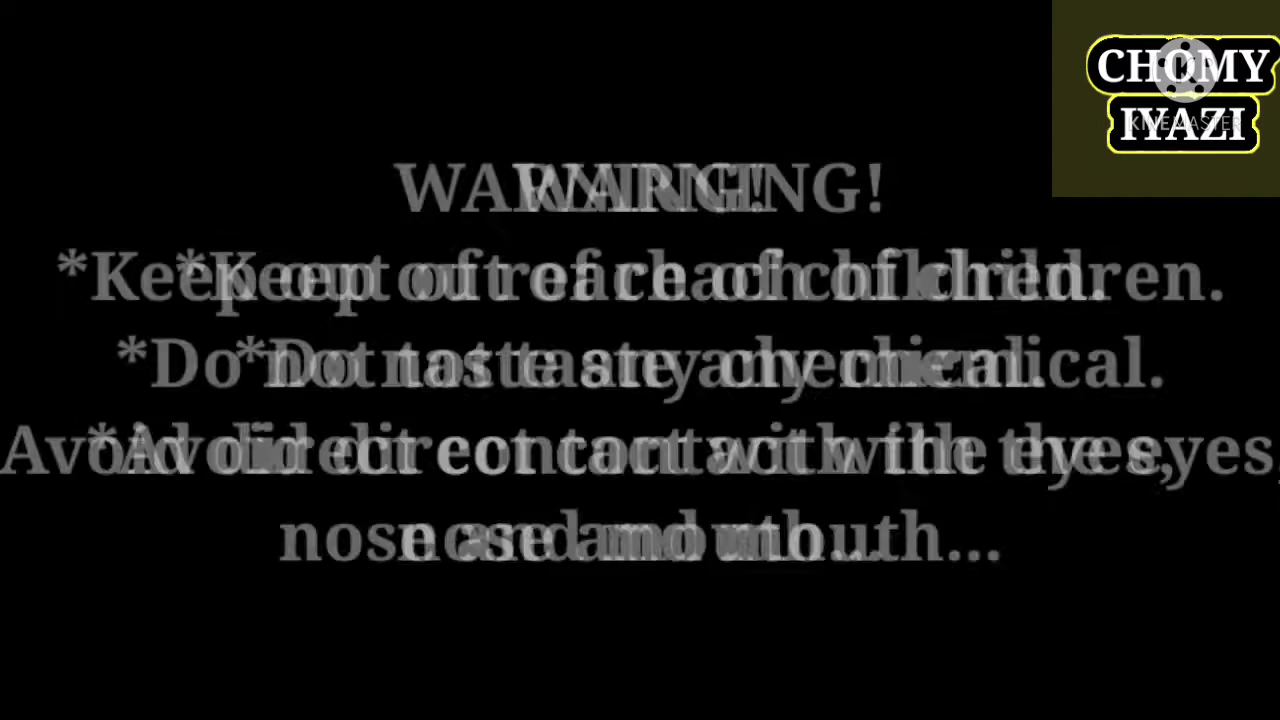 CHOMY
IYAZI
KINEMASTER
WARNING!
*Keep out of reach of children.
*Do not taste any chemical.
*Avoid direct contact with the eyes,
nose and mouth...